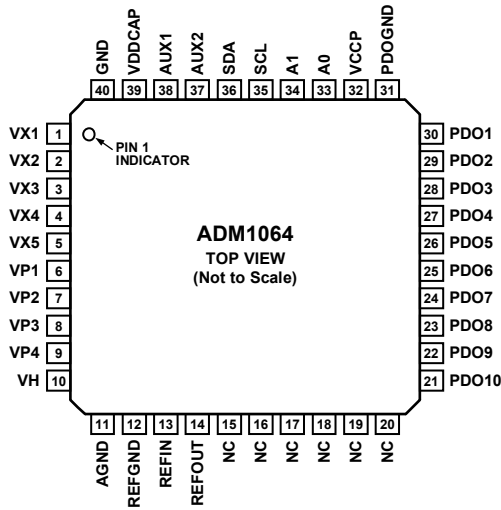 GND
VDDCAP
AUX1
AUX2
SDA
SCL
A1
A0
VCCP
PDOGND
40
39
38
37
36
35
34
33
32
31
VX1 1
VX2 2
VX3 3
VX4 4
VX5 5
VP1 6
VP2 7
VP3 8
VP4 9
VH 10
PIN 1
INDICATOR
ADM1064
TOP VIEW
(Not to Scale)
30 PDO1
29 PDO2
28 PDO3
27 PDO4
26 PDO5
25 PDO6
24 PDO7
23 PDO8
22 PDO9
21 PDO10
11
12
13
14
15
16
17
18
19
20
AGND
REFGND
REFIN
REFOUT
NC
NC
NC
NC
NC
NC